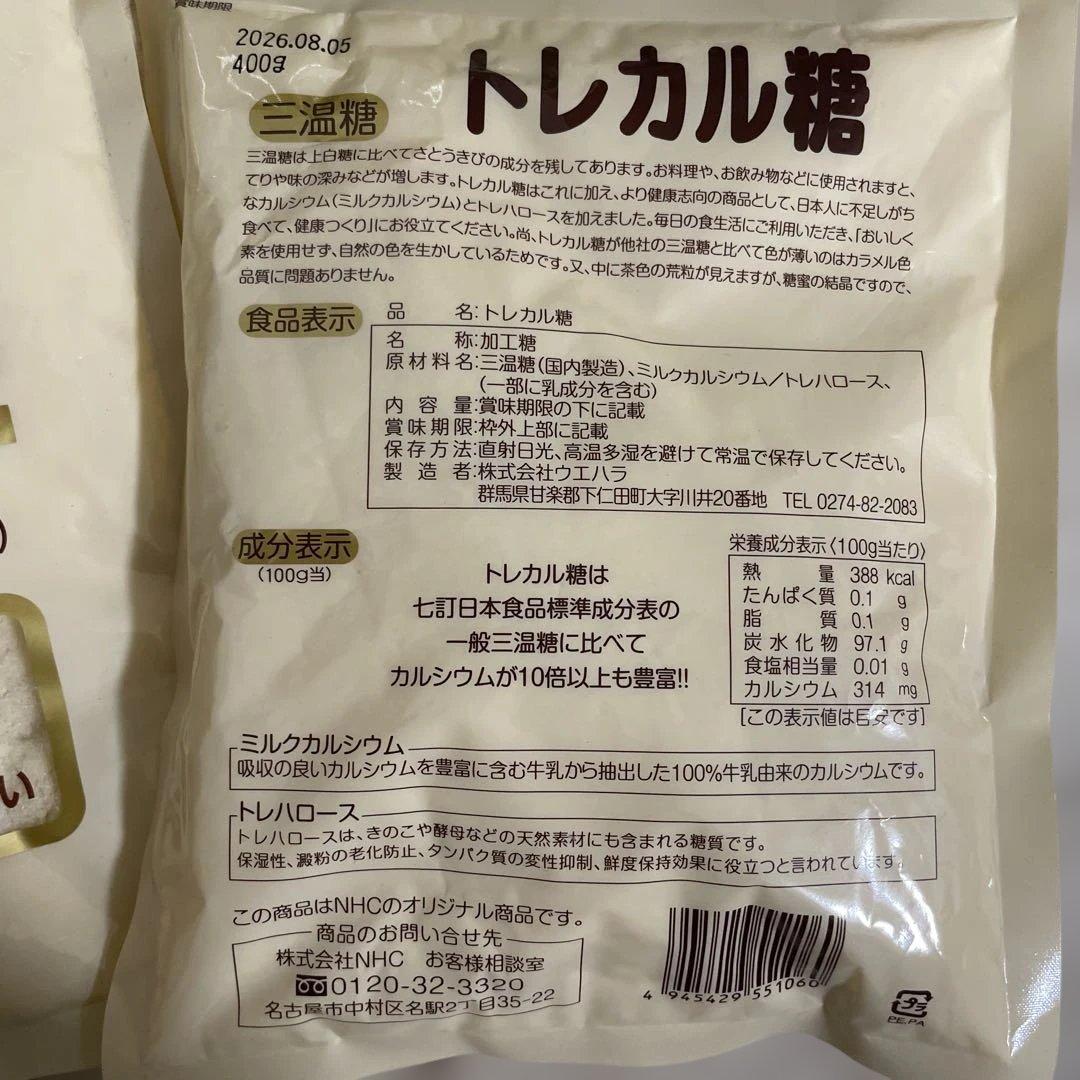 賞味期限
2026.08.05
400g
トレカル糖
三温糖
三温糖は上白糖に比べてさとうきびの成分を残してあります。お料理や、お飲み物などに使用されますと、
てりや味の深みなどが増します。トレカル糖はこれに加え、より健康志向の商品として、日本人に不足しがち
なカルシウム(ミルクカルシウム)とトレハロースを加えました。毎日の食生活にご利用いただき、「おいしく
食べて、健康つくり」にお役立てください。尚、トレカル糖が他社の三温糖と比べて色が薄いのはカラメル色
素を使用せず、自然の色を生かしているためです。又、中に茶色の荒粒が見えますが、糖蜜の結晶ですので、
品質に問題ありません。
食品表示
品名:トレカル糖
名称:加工糖
原材料名:三温糖(国内製造)、ミルクカルシウム/トレハロース、
(一部に乳成分を含む)
内容量:賞味期限の下に記載
賞味期限:枠外上部に記載
保存方法:直射日光、高温多湿を避けて常温で保存してください。
製造者:株式会社ウエハラ
群馬県甘楽郡下仁田町大字川井20番地 TEL 0274-82-2083
成分表示
(100g当)
トレカル糖は
七訂日本食品標準成分表の
一般三温糖に比べて
カルシウムが10倍以上も豊富!!
栄養成分表示〈100g当たり〉
熱量 388 kcal
たんぱく質 0.1 g
脂質 0.1 g
炭水化物 97.1 g
食塩相当量 0.01 g
カルシウム 314 mg
[この表示値は目安です]
ミルクカルシウム
吸収の良いカルシウムを豊富に含む牛乳から抽出した100%牛乳由来のカルシウムです。
トレハロース
トレハロースは、きのこや酵母などの天然素材にも含まれる糖質です。
保湿性、澱粉の老化防止、タンパク質の変性抑制、鮮度保持効果に役立つと言われています。
この商品はNHCのオリジナル商品です。
商品のお問い合せ先
株式会社NHC お客様相談室
0120-32-3320
名古屋市中村区名駅2丁目35-22
4 945429 551060
プラ
PE,PA
)
い